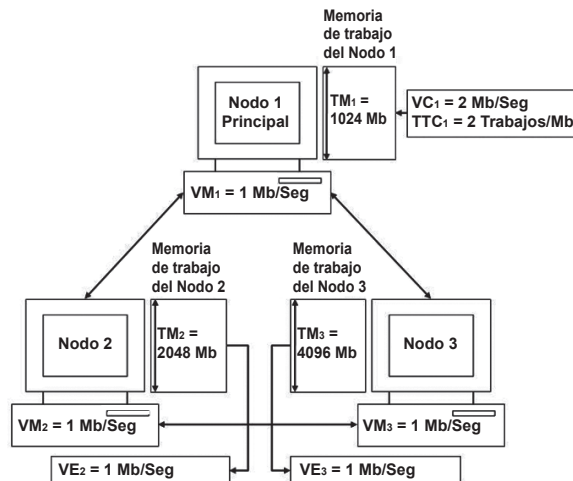 Memoria
de trabajo
del Nodo 1
Nodo 1
Principal
TM₁ =
1024 Mb
VC₁ = 2 Mb/Seg
TTC₁ = 2 Trabajos/Mb
VM₁ = 1 Mb/Seg
Memoria
de trabajo
del Nodo 2
Memoria
de trabajo
del Nodo 3
Nodo 2
TM₂ =
2048 Mb
TM₃ =
4096 Mb
Nodo 3
VM₂ = 1 Mb/Seg
VM₃ = 1 Mb/Seg
VE₂ = 1 Mb/Seg
VE₃ = 1 Mb/Seg